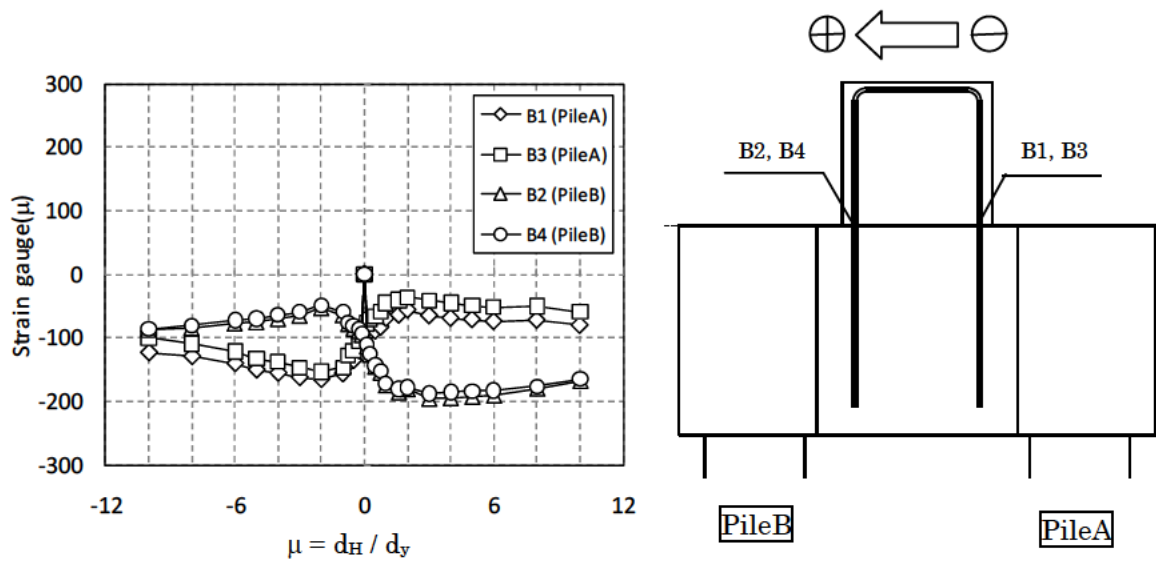 300
200
100
0
-100
-200
-300
Strain gauge(μ)
-12
-6
0
6
12
μ = dH / dy
B1 (PileA)
B3 (PileA)
B2 (PileB)
B4 (PileB)
B2, B4
B1, B3
PileB
PileA